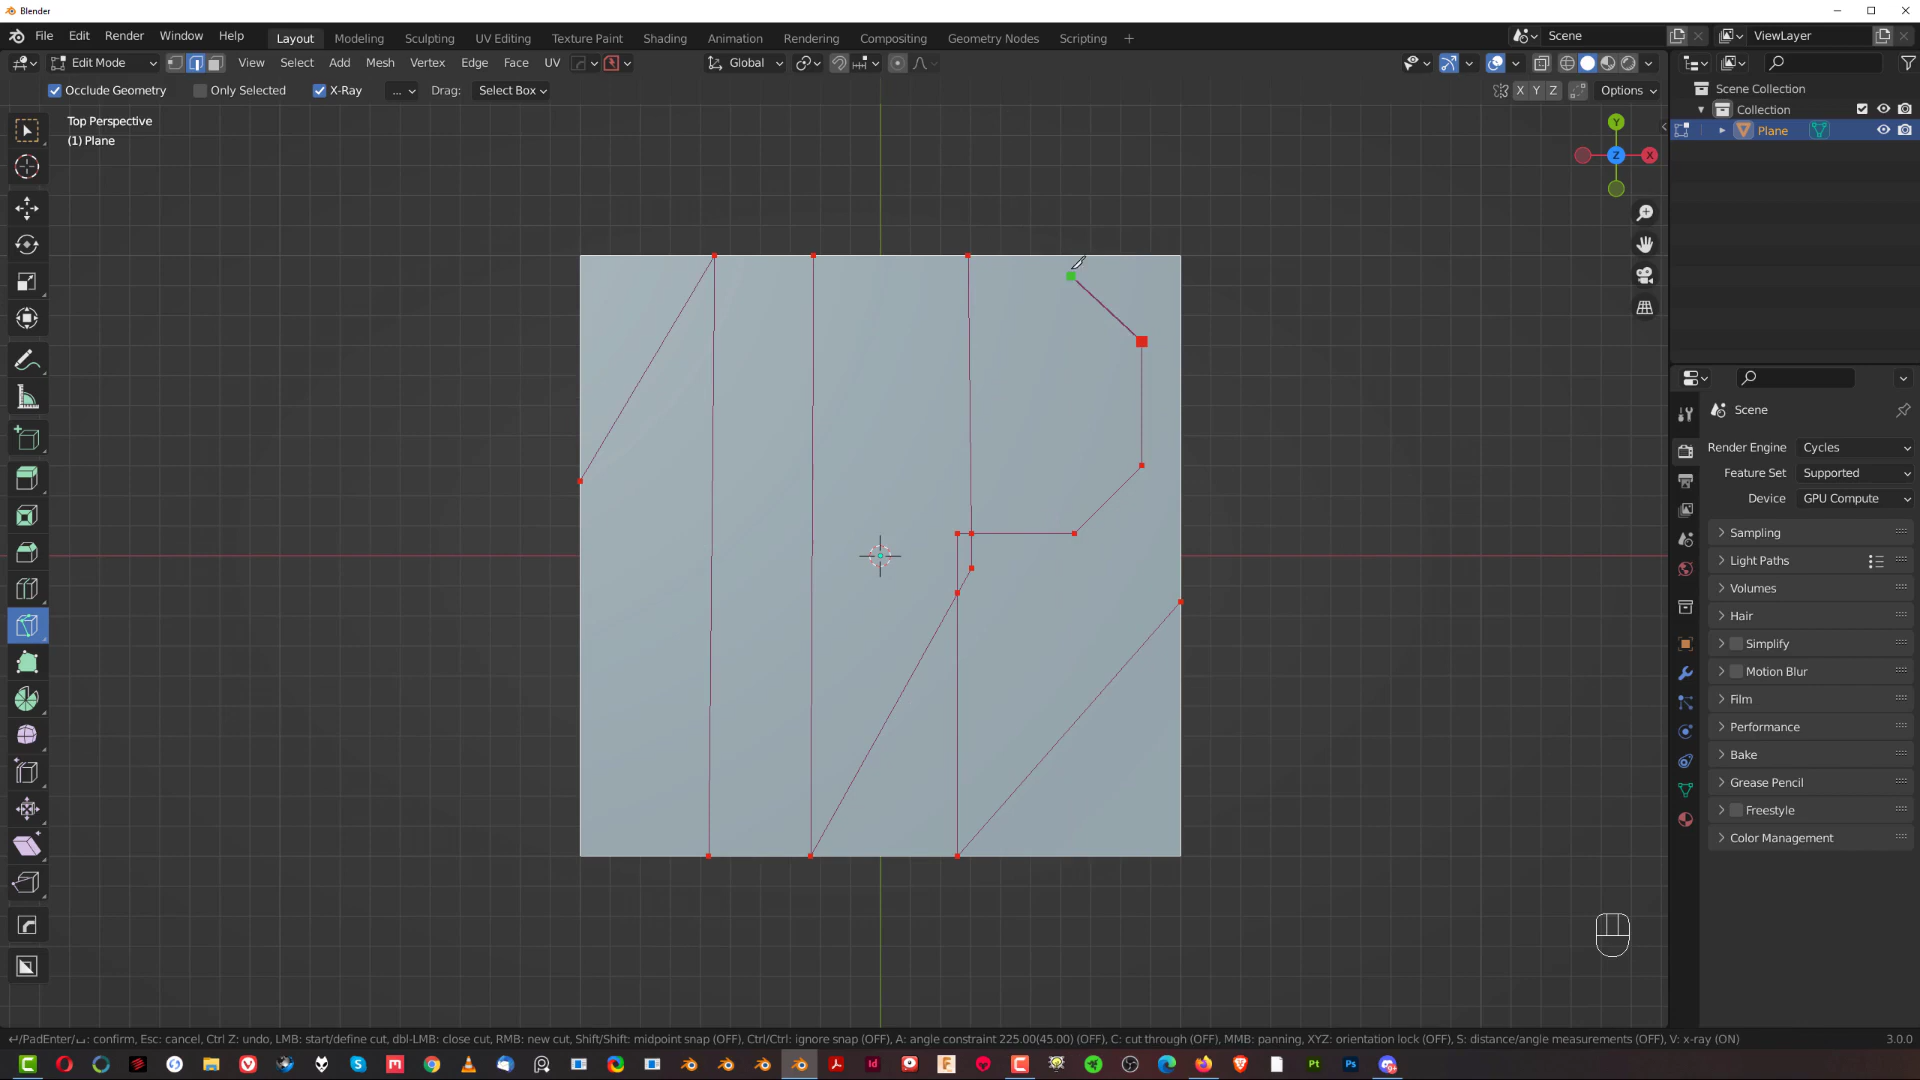 Blender
File Edit Render Window Help Layout Modeling Sculpting UV Editing Texture Paint Shading Animation Rendering Compositing Geometry Nodes Scripting + Scene ViewLayer
Edit Mode View Select Add Mesh Vertex Edge Face UV Global
Occlude Geometry Only Selected X-Ray ... Drag: Select Box X Y Z Options
Top Perspective
(1) Plane
Y
Z
X
Scene Collection
Collection
Plane
Scene
Render Engine Cycles
Feature Set Supported
Device GPU Compute
Sampling
Light Paths
Volumes
Hair
Simplify
Motion Blur
Film
Performance
Bake
Grease Pencil
Freestyle
Color Management
confirm, Esc: cancel, Ctrl Z: undo, LMB: start/define cut, dbl-LMB: close cut, RMB: new cut, Shift/Shift: midpoint snap (OFF), Ctrl/Ctrl: ignore snap (OFF), A: angle constraint 225.00(45.00) (OFF), C: cut through (OFF), MMB: panning, XYZ: orientation lock (OFF), S: distance/angle measurements (OFF), V: x-ray (ON)
3.0.0
Id
Pt
Ps